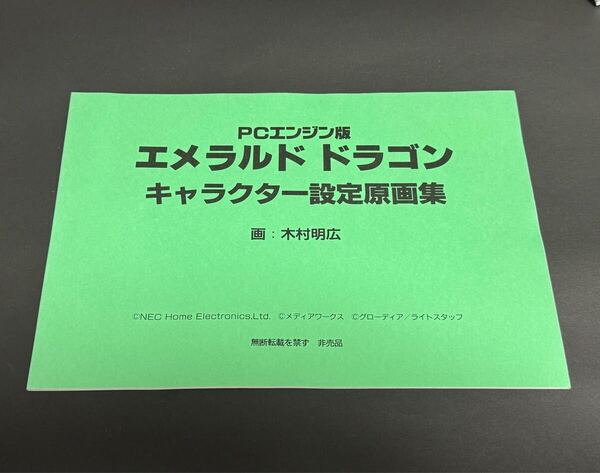 PCエンジン版
エメラルド ドラゴン
キャラクター設定原画集
画：木村明広
©NEC Home Electronics,Ltd. ©メディアワークス ©グローディア／ライトスタッフ
無断転載を禁ず 非売品